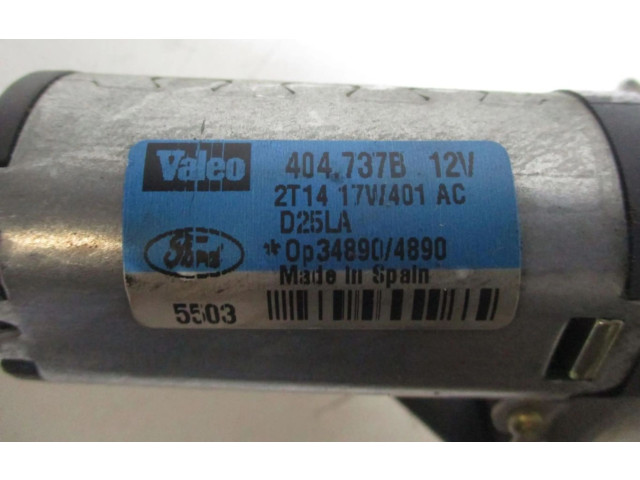 Valeo
404.737B 12V
2T14 17W401 AC
D25LA
Ford
*Op34890/4890
Made in Spain
5503